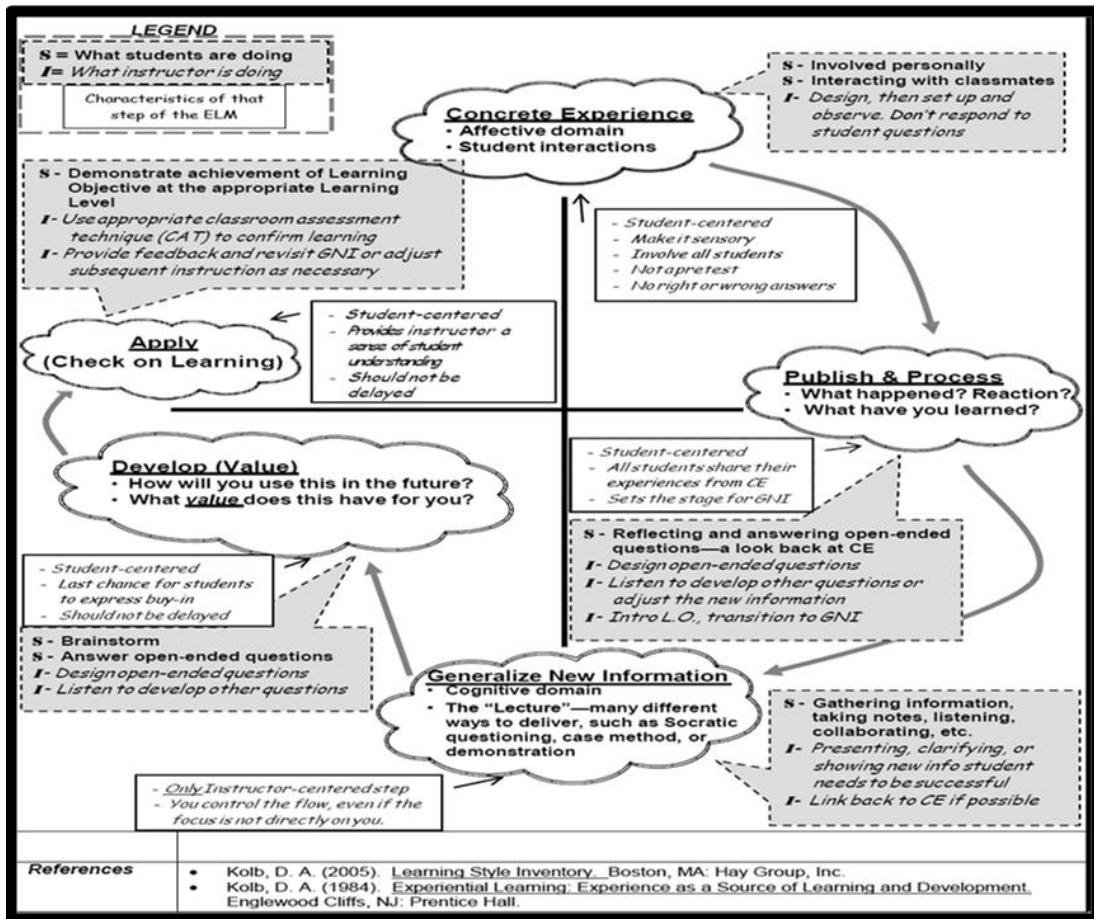 LEGEND
S = What students are doing
I= What instructor is doing
Characteristics of that
step of the ELM
Concrete Experience
• Affective domain
• Student interactions
S - Involved personally
S - Interacting with classmates
I- Design, then set up and
observe. Don't respond to
student questions
S - Demonstrate achievement of Learning
Objective at the appropriate Learning
Level
I- Use appropriate classroom assessment
technique (CAT) to confirm learning
I- Provide feedback and revisit GNI or adjust
subsequent instruction as necessary
- Student-centered
- Make it sensory
- Involve all students
- Not a pretest
- No right or wrong answers
Apply
(Check on Learning)
- Student-centered
- Provides instructor a
sense of student
understanding
- Should not be
delayed
Publish & Process
• What happened? Reaction?
• What have you learned?
- Student-centered
- All students share their
experiences from CE
- Sets the stage for GNI
S - Reflecting and answering open-ended
questions—a look back at CE
I- Design open-ended questions
I- Listen to develop other questions or
adjust the new information
I- Intro L.O., transition to GNI
Develop (Value)
• How will you use this in the future?
• What value does this have for you?
- Student-centered
- Last chance for students
to express buy-in
- Should not be delayed
S - Brainstorm
S - Answer open-ended questions
I- Design open-ended questions
I- Listen to develop other questions
Generalize New Information
• Cognitive domain
• The “Lecture”—many different
ways to deliver, such as Socratic
questioning, case method, or
demonstration
S - Gathering information,
taking notes, listening,
collaborating, etc.
I- Presenting, clarifying, or
showing new info student
needs to be successful
I- Link back to CE if possible
- Only Instructor-centered step
- You control the flow, even if the
focus is not directly on you.
References
• Kolb, D. A. (2005). Learning Style Inventory. Boston, MA: Hay Group, Inc.
• Kolb, D. A. (1984). Experiential Learning: Experience as a Source of Learning and Development.
Englewood Cliffs, NJ: Prentice Hall.